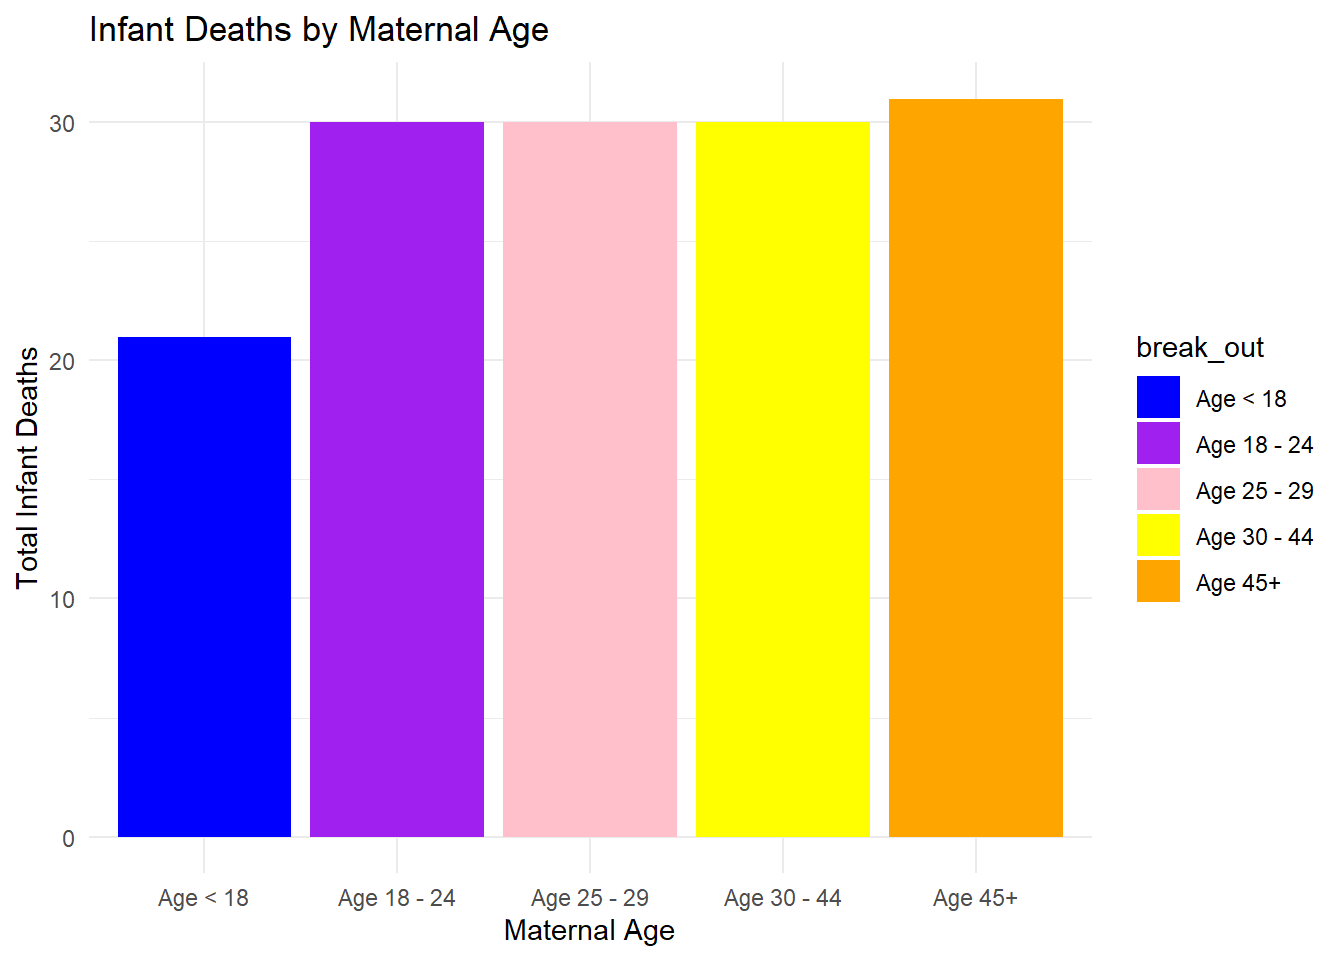 Infant Deaths by Maternal Age
30
20
10
0
Total Infant Deaths
Age < 18
Age 18 - 24
Age 25 - 29
Age 30 - 44
Age 45+
Maternal Age
break_out
Age < 18
Age 18 - 24
Age 25 - 29
Age 30 - 44
Age 45+